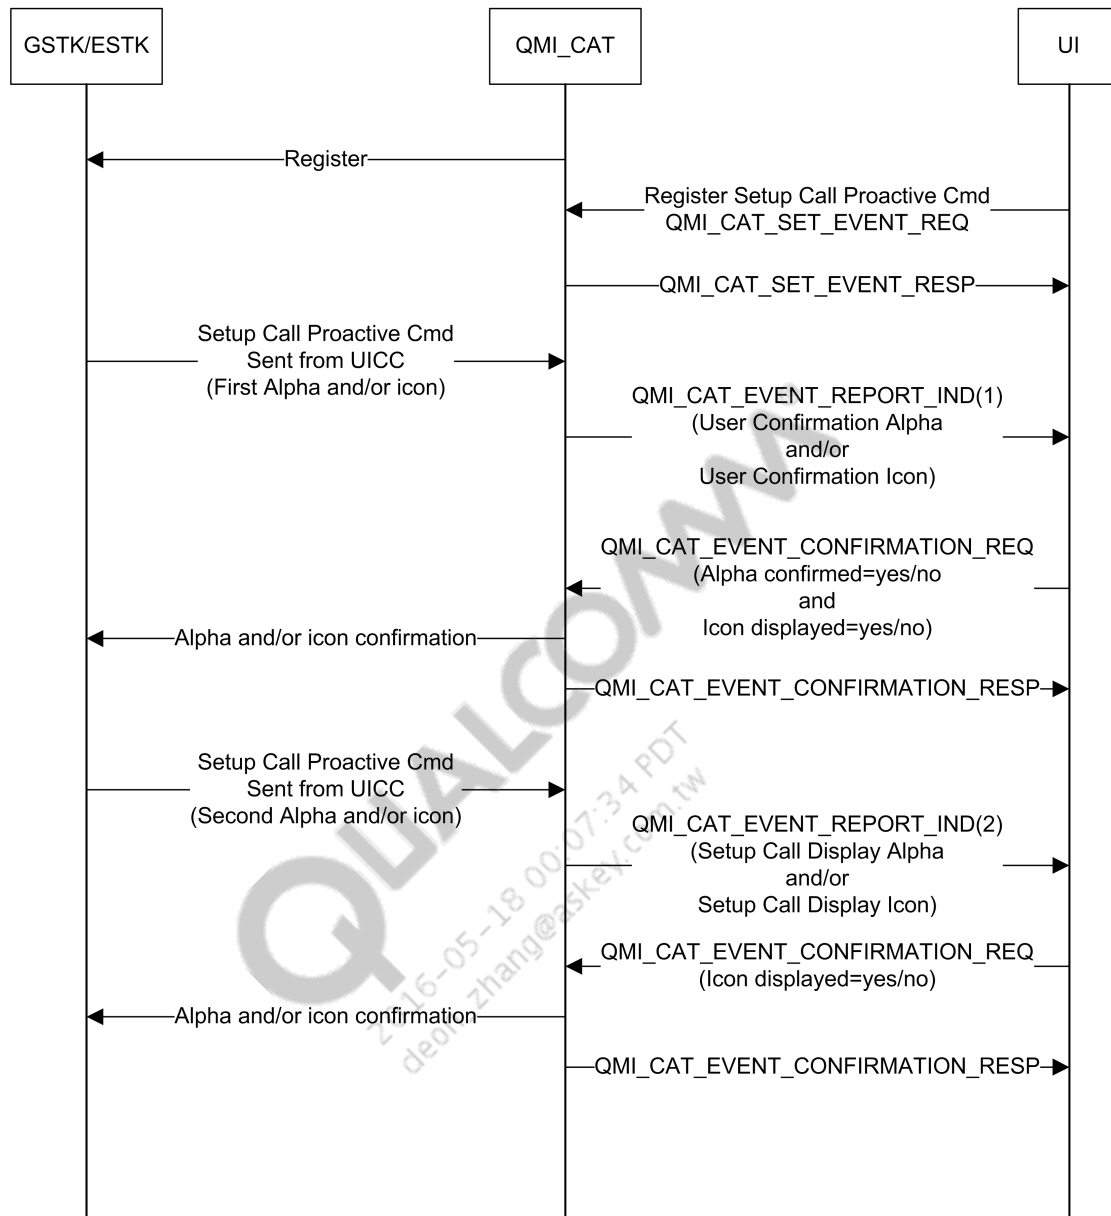 GSTK/ESTK
QMI_CAT
UI
Register
Register Setup Call Proactive Cmd
QMI_CAT_SET_EVENT_REQ
QMI_CAT_SET_EVENT_RESP
Setup Call Proactive Cmd
Sent from UICC
(First Alpha and/or icon)
QMI_CAT_EVENT_REPORT_IND(1)
(User Confirmation Alpha
and/or
User Confirmation Icon)
QMI_CAT_EVENT_CONFIRMATION_REQ
(Alpha confirmed=yes/no
and
Icon displayed=yes/no)
Alpha and/or icon confirmation
QMI_CAT_EVENT_CONFIRMATION_RESP
Setup Call Proactive Cmd
Sent from UICC
(Second Alpha and/or icon)
QMI_CAT_EVENT_REPORT_IND(2)
(Setup Call Display Alpha
and/or
Setup Call Display Icon)
QMI_CAT_EVENT_CONFIRMATION_REQ
(Icon displayed=yes/no)
Alpha and/or icon confirmation
QMI_CAT_EVENT_CONFIRMATION_RESP
QUALCOMM
2016-05-18 00:07:34 PDT
deon.zhang@askey.com.tw